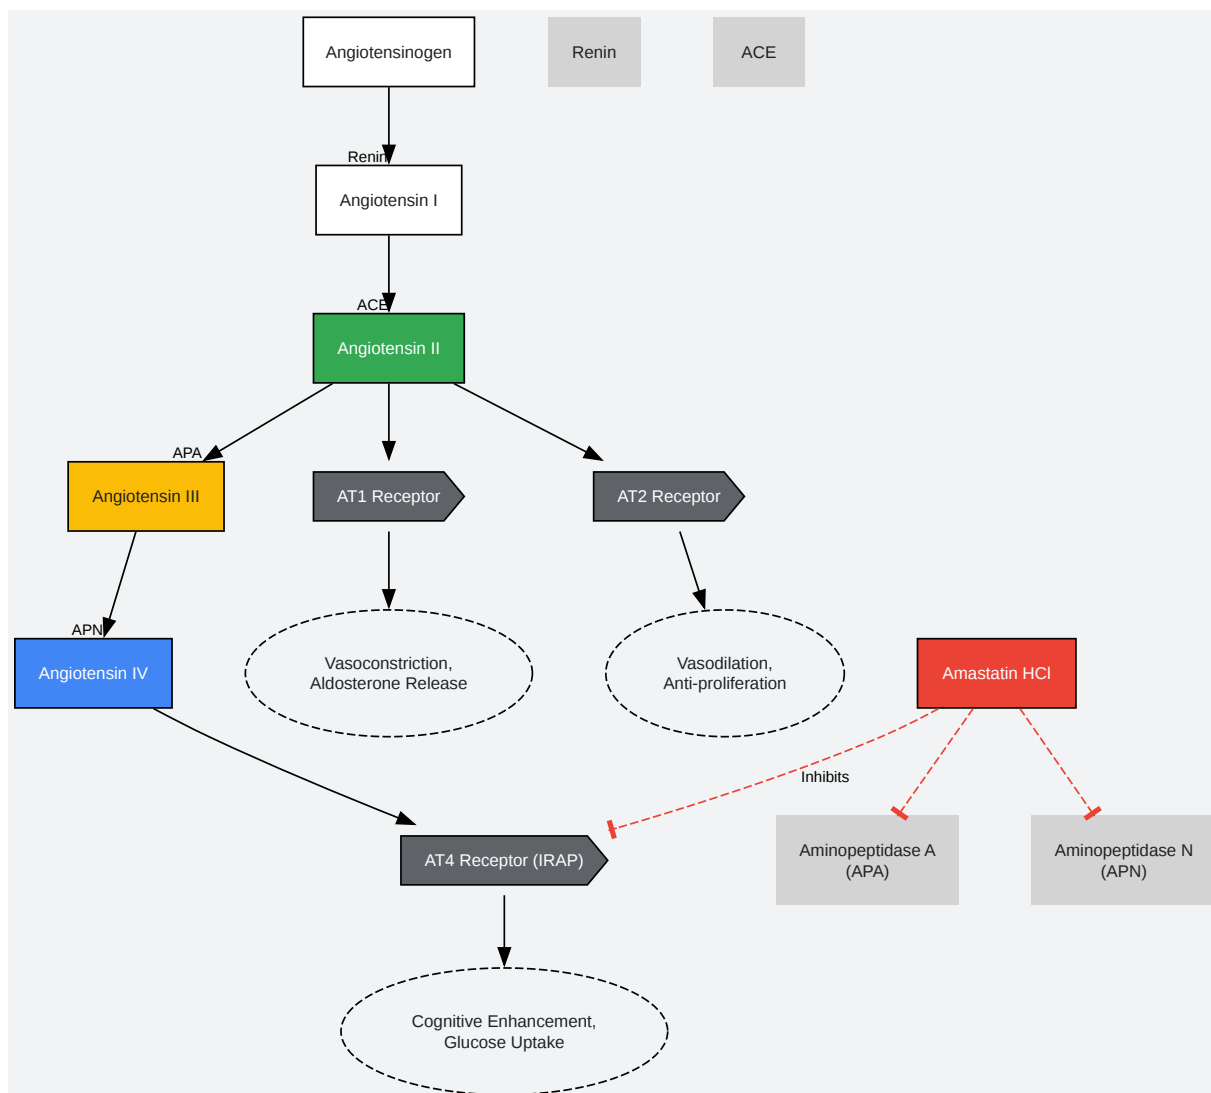 Angiotensinogen
Renin
ACE
Renin
Angiotensin I
ACE
Angiotensin II
APA
Angiotensin III
AT1 Receptor
AT2 Receptor
APN
Angiotensin IV
Vasoconstriction,
Aldosterone Release
Vasodilation,
Anti-proliferation
Amastatin HCl
Inhibits
AT4 Receptor (IRAP)
Aminopeptidase A
(APA)
Aminopeptidase N
(APN)
Cognitive Enhancement,
Glucose Uptake